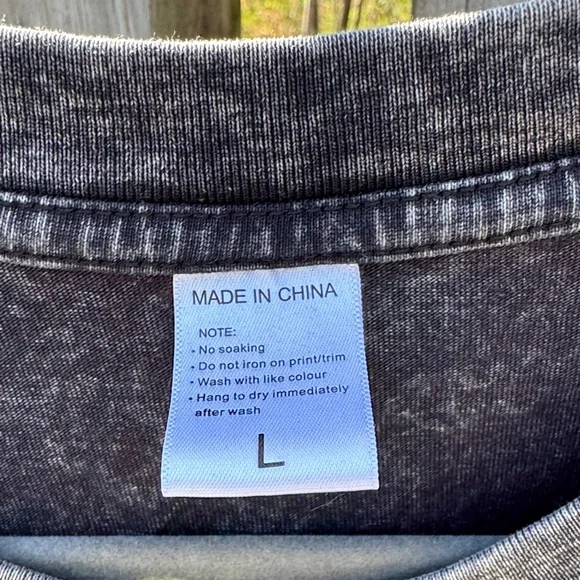 MADE IN CHINA
NOTE:
• No soaking
• Do not iron on print/trim
• Wash with like colour
• Hang to dry immediately
after wash
L